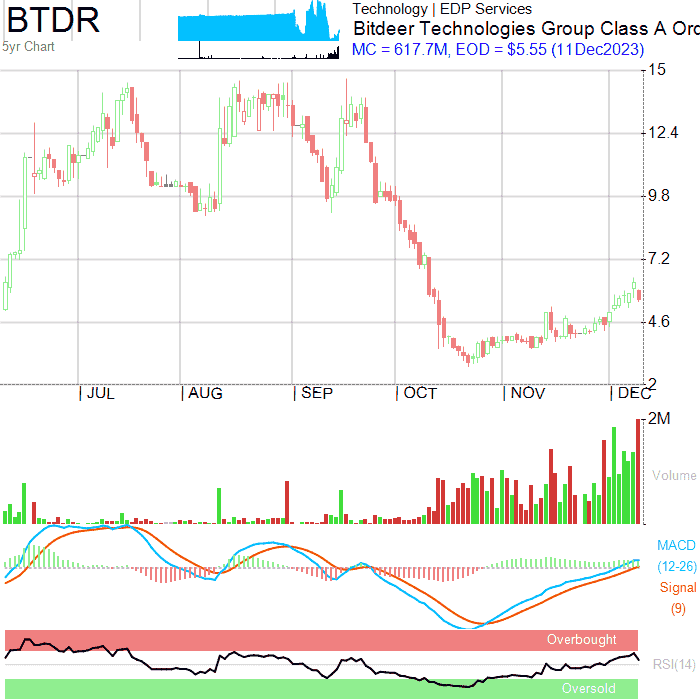 BTDR
5yr Chart
Technology | EDP Services
Bitdeer Technologies Group Class A Ord
MC = 617.7M, EOD = $5.55 (11Dec2023)
15
12.4
9.8
7.2
4.6
2
JUL AUG SEP OCT NOV DEC
2M
Volume
MACD
(12-26)
Signal
(9)
Overbought
RSI(14)
Oversold